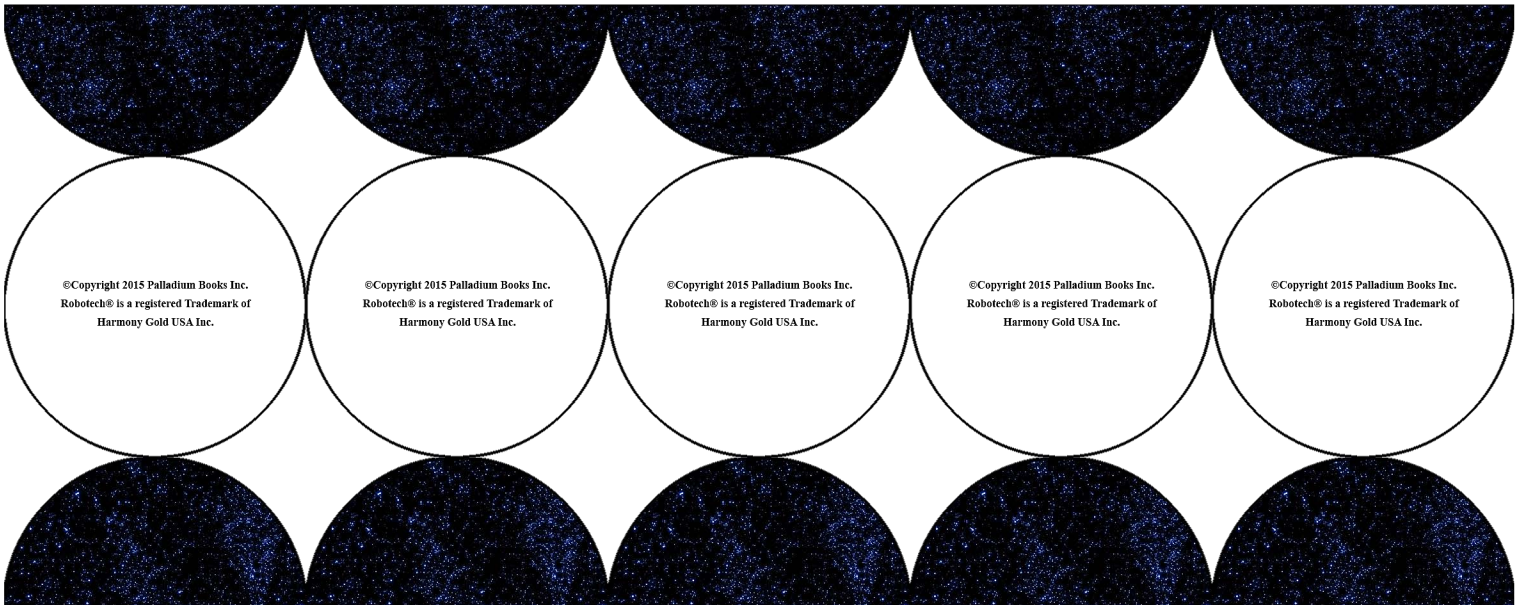 ©Copyright 2015 Palladium Books Inc.
Robotech® is a registered Trademark of
Harmony Gold USA Inc.
©Copyright 2015 Palladium Books Inc.
Robotech® is a registered Trademark of
Harmony Gold USA Inc.
©Copyright 2015 Palladium Books Inc.
Robotech® is a registered Trademark of
Harmony Gold USA Inc.
©Copyright 2015 Palladium Books Inc.
Robotech® is a registered Trademark of
Harmony Gold USA Inc.
©Copyright 2015 Palladium Books Inc.
Robotech® is a registered Trademark of
Harmony Gold USA Inc.